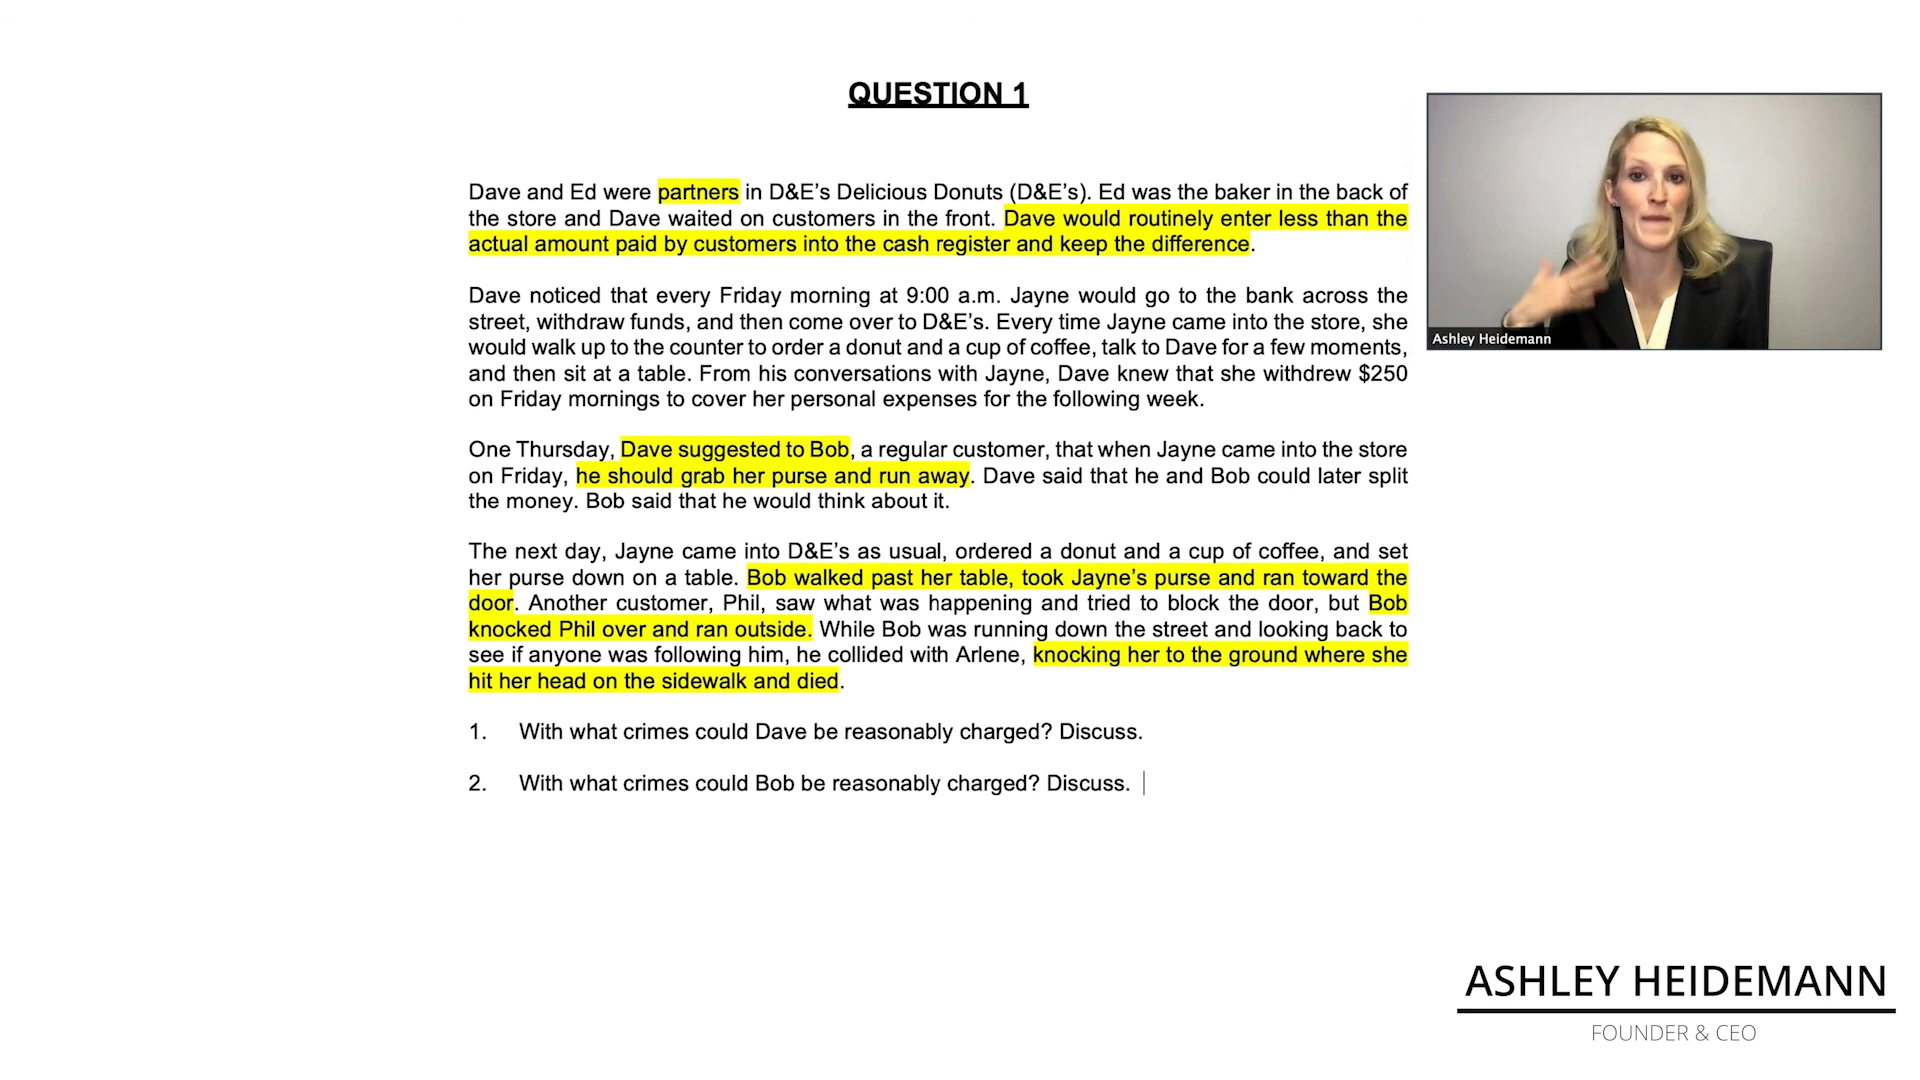 QUESTION 1
Dave and Ed were partners in D&E’s Delicious Donuts (D&E’s). Ed was the baker in the back of
the store and Dave waited on customers in the front. Dave would routinely enter less than the
actual amount paid by customers into the cash register and keep the difference.
Dave noticed that every Friday morning at 9:00 a.m. Jayne would go to the bank across the
street, withdraw funds, and then come over to D&E’s. Every time Jayne came into the store, she
would walk up to the counter to order a donut and a cup of coffee, talk to Dave for a few moments,
and then sit at a table. From his conversations with Jayne, Dave knew that she withdrew $250
on Friday mornings to cover her personal expenses for the following week.
One Thursday, Dave suggested to Bob, a regular customer, that when Jayne came into the store
on Friday, he should grab her purse and run away. Dave said that he and Bob could later split
the money. Bob said that he would think about it.
The next day, Jayne came into D&E’s as usual, ordered a donut and a cup of coffee, and set
her purse down on a table. Bob walked past her table, took Jayne’s purse and ran toward the
door. Another customer, Phil, saw what was happening and tried to block the door, but Bob
knocked Phil over and ran outside. While Bob was running down the street and looking back to
see if anyone was following him, he collided with Arlene, knocking her to the ground where she
hit her head on the sidewalk and died.
1. With what crimes could Dave be reasonably charged? Discuss.
2. With what crimes could Bob be reasonably charged? Discuss.
Ashley Heidemann
ASHLEY HEIDEMANN
FOUNDER & CEO